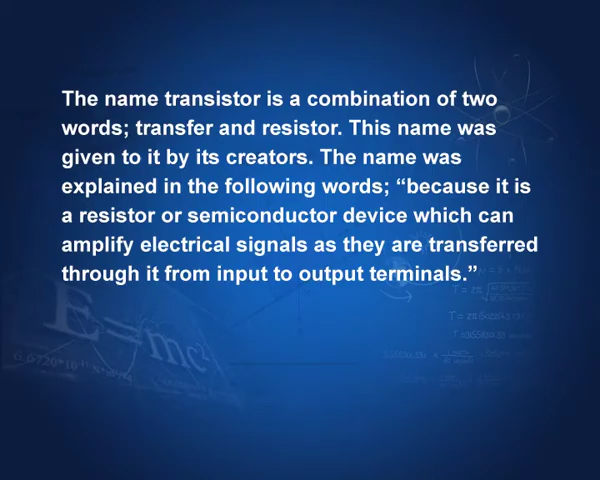 The name transistor is a combination of two
words; transfer and resistor. This name was
given to it by its creators. The name was
explained in the following words; “because it is
a resistor or semiconductor device which can
amplify electrical signals as they are transferred
through it from input to output terminals.”
E=mc²